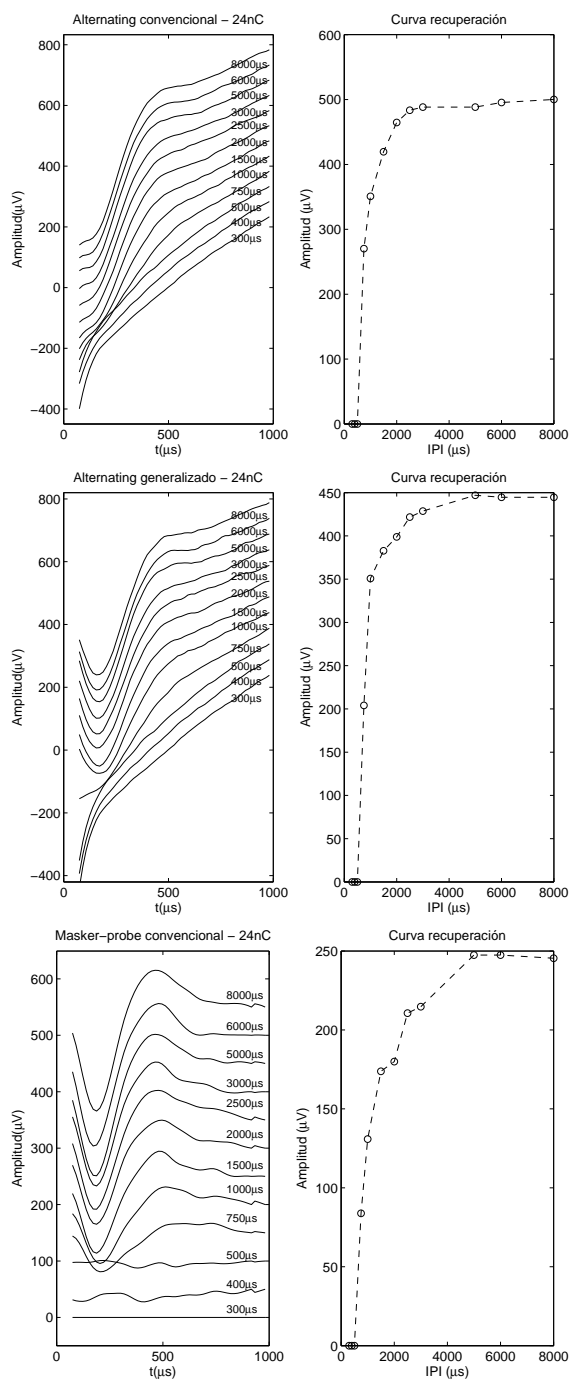 Alternating convencional − 24nC
Curva recuperación
800
600
400
200
0
−200
−400
Amplitud(µV)
8000µs
6000µs
5000µs
3000µs
2500µs
2000µs
1500µs
1000µs
750µs
500µs
400µs
300µs
0
500
1000
t(µs)
600
500
400
300
200
100
0
Amplitud (µV)
0
2000
4000
6000
8000
IPI (µs)
Alternating generalizado − 24nC
Curva recuperación
800
600
400
200
0
−200
−400
Amplitud(µV)
8000µs
6000µs
5000µs
3000µs
2500µs
2000µs
1500µs
1000µs
750µs
500µs
400µs
300µs
0
500
1000
t(µs)
450
400
350
300
250
200
150
100
50
0
Amplitud (µV)
0
2000
4000
6000
8000
IPI (µs)
Masker−probe convencional − 24nC
Curva recuperación
600
500
400
300
200
100
0
Amplitud(µV)
8000µs
6000µs
5000µs
3000µs
2500µs
2000µs
1500µs
1000µs
750µs
500µs
400µs
300µs
0
500
1000
t(µs)
250
200
150
100
50
0
Amplitud (µV)
0
2000
4000
6000
8000
IPI (µs)